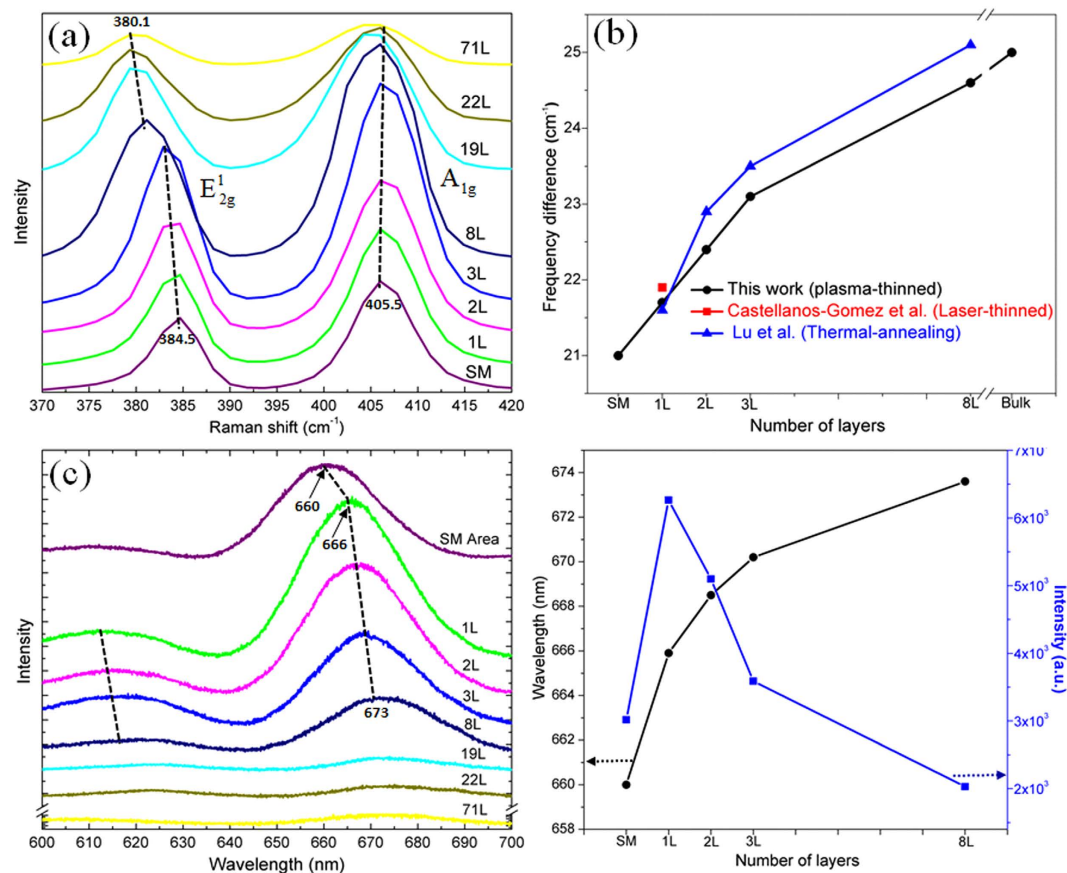 (a)
380.1
71L
22L
19L
E¹₂g
A₁g
8L
3L
2L
405.5
1L
384.5
SM
Intensity
370 375 380 385 390 395 400 405 410 415 420
Raman shift (cm⁻¹)
(b)
25
24
23
22
21
Frequency difference (cm⁻¹)
This work (plasma-thinned)
Castellanos-Gomez et al. (Laser-thinned)
Lu et al. (Thermal-annealing)
SM 1L 2L 3L 8L Bulk
Number of layers
(c)
660
666
SM Area
1L
2L
3L
673
8L
19L
22L
71L
Intensity
600 610 620 630 640 650 660 670 680 690 700
Wavelength (nm)
674
672
670
668
666
664
662
660
658
Wavelength (nm)
7x10
6x10³
5x10³
4x10³
3x10³
2x10³
Intensity (a.u.)
SM 1L 2L 3L 8L
Number of layers